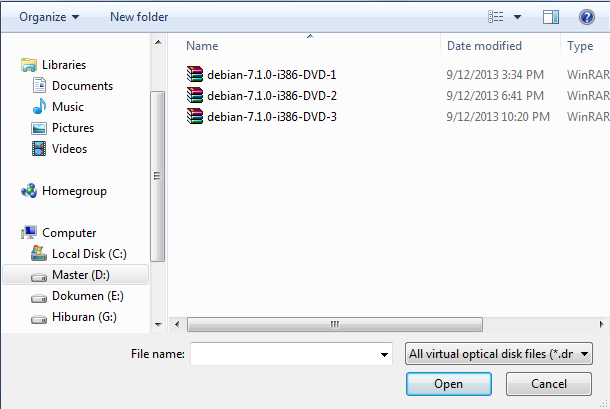 Organize New folder
Name Date modified Type
Libraries
Documents
Music
Pictures
Videos
Homegroup
Computer
Local Disk (C:)
Master (D:)
Dokumen (E:)
Hiburan (G:)
debian-7.1.0-i386-DVD-1 9/12/2013 3:34 PM WinRAR
debian-7.1.0-i386-DVD-2 9/12/2013 6:41 PM WinRAR
debian-7.1.0-i386-DVD-3 9/12/2013 10:20 PM WinRAR
File name: All virtual optical disk files (*.dr
Open Cancel